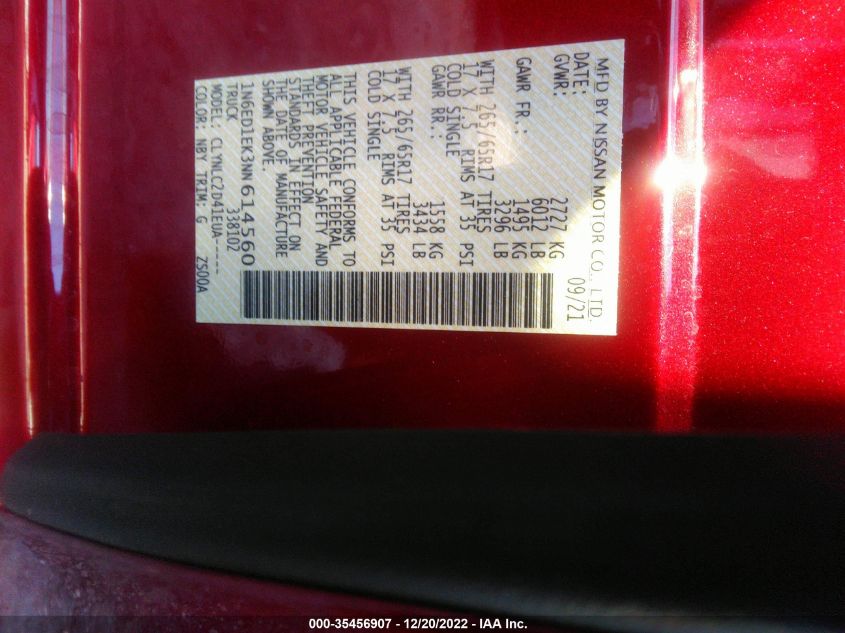 MFD BY NISSAN MOTOR CO., LTD.
DATE: 09/21
GVWR: 2727 KG
6012 LB
GAWR FR.: 1495 KG
3296 LB
WITH 265/65R17 TIRES
17 X 7.5 RIMS AT 35 PSI
COLD SINGLE
GAWR RR.: 1558 KG
3434 LB
WITH 265/65R17 TIRES
17 X 7.5 RIMS AT 35 PSI
COLD SINGLE
THIS VEHICLE CONFORMS TO
ALL APPLICABLE FEDERAL
MOTOR VEHICLE SAFETY AND
THEFT PREVENTION
STANDARDS IN EFFECT ON
THE DATE OF MANUFACTURE
SHOWN ABOVE.
1N6ED1EK3NN614560
TRUCK 33810Z
MODEL: CLYNLC2D41EUA----
COLOR: NBY TRIM: G ZS00A
000-35456907 - 12/20/2022 - IAA Inc.